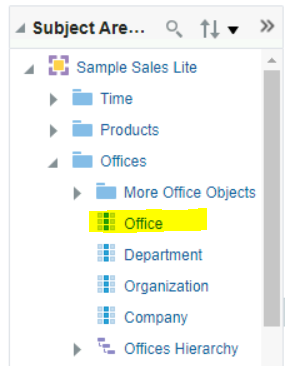 Subject Are...
Sample Sales Lite
Time
Products
Offices
More Office Objects
Office
Department
Organization
Company
Offices Hierarchy